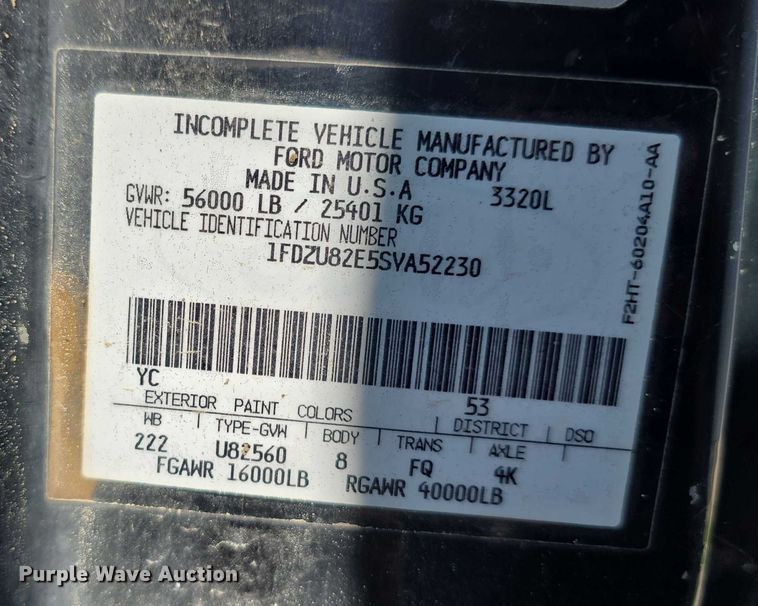 INCOMPLETE VEHICLE MANUFACTURED BY
FORD MOTOR COMPANY
MADE IN U.S.A 3320L
GVWR: 56000 LB / 25401 KG
VEHICLE IDENTIFICATION NUMBER
1FDZU82E5SVA52230
F2HT-60204A10-AA
YC 53
EXTERIOR PAINT COLORS DISTRICT DSO
WB TYPE-GVW BODY TRANS AXLE
222 U82560 8 FQ 4K
FGAWR 16000LB RGAWR 40000LB
Purple Wave Auction